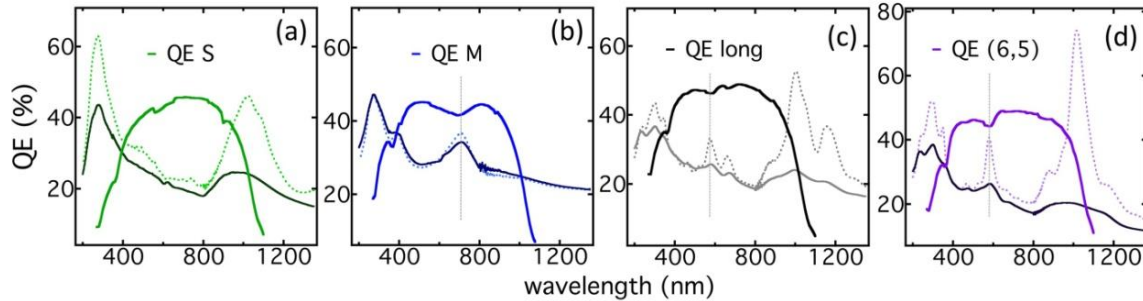 (a) (b) (c) (d)
QE S QE M QE long QE (6,5)
QE (%)
60 60 60 80
40 40 40 60
20 20 20 40
20
400 800 1200 400 800 1200 400 800 1200 400 800 1200
wavelength (nm)